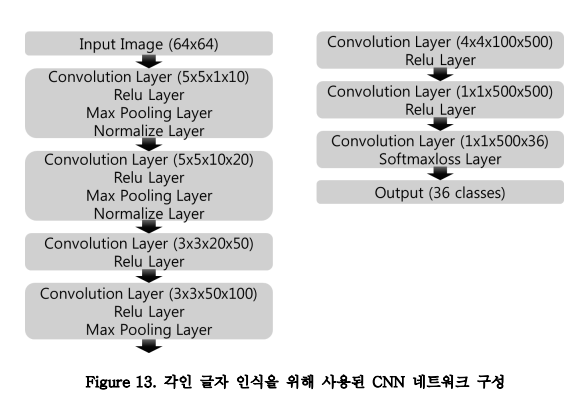 Input Image (64x64)
Convolution Layer (5x5x1x10)
Relu Layer
Max Pooling Layer
Normalize Layer
Convolution Layer (5x5x10x20)
Relu Layer
Max Pooling Layer
Normalize Layer
Convolution Layer (3x3x20x50)
Relu Layer
Convolution Layer (3x3x50x100)
Relu Layer
Max Pooling Layer
Convolution Layer (4x4x100x500)
Relu Layer
Convolution Layer (1x1x500x500)
Relu Layer
Convolution Layer (1x1x500x36)
Softmaxloss Layer
Output (36 classes)
Figure 13. 각인 글자 인식을 위해 사용된 CNN 네트워크 구성